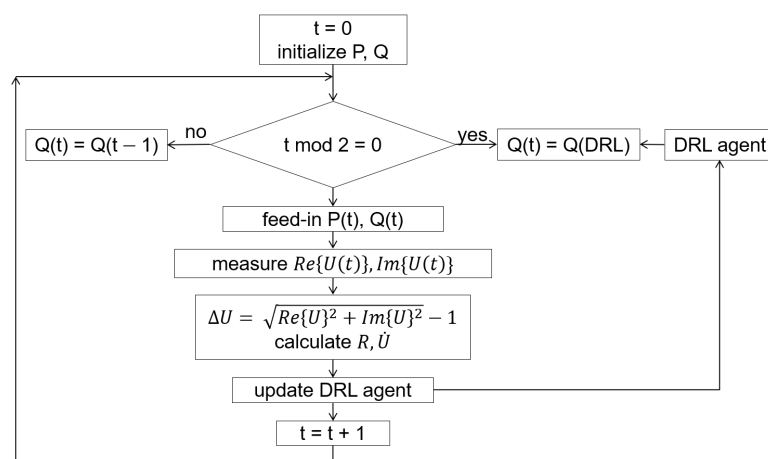 t = 0
initialize P, Q
no
yes
Q(t) = Q(t − 1)
t mod 2 = 0
Q(t) = Q(DRL)
DRL agent
feed-in P(t), Q(t)
measure Re{U(t)}, Im{U(t)}
ΔU = √(Re{U}² + Im{U}²) − 1
calculate R, U̇
update DRL agent
t = t + 1